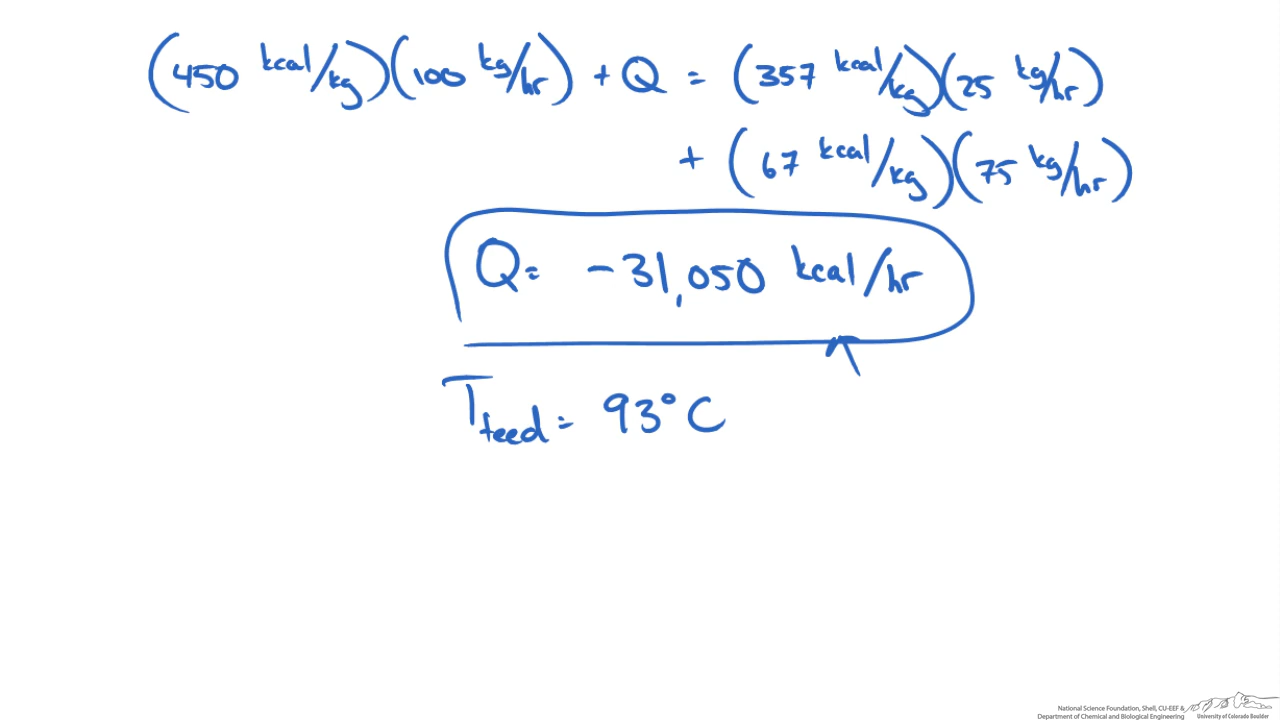 (450 kcal/kg)(100 kg/hr) + Q = (357 kcal/kg)(25 kg/hr)
+ (67 kcal/kg)(75 kg/hr)
Q = -31,050 kcal/hr
Tfeed = 93°C
National Science Foundation, Shell, CU-EEF &
Department of Chemical and Biological Engineering
University of Colorado Boulder